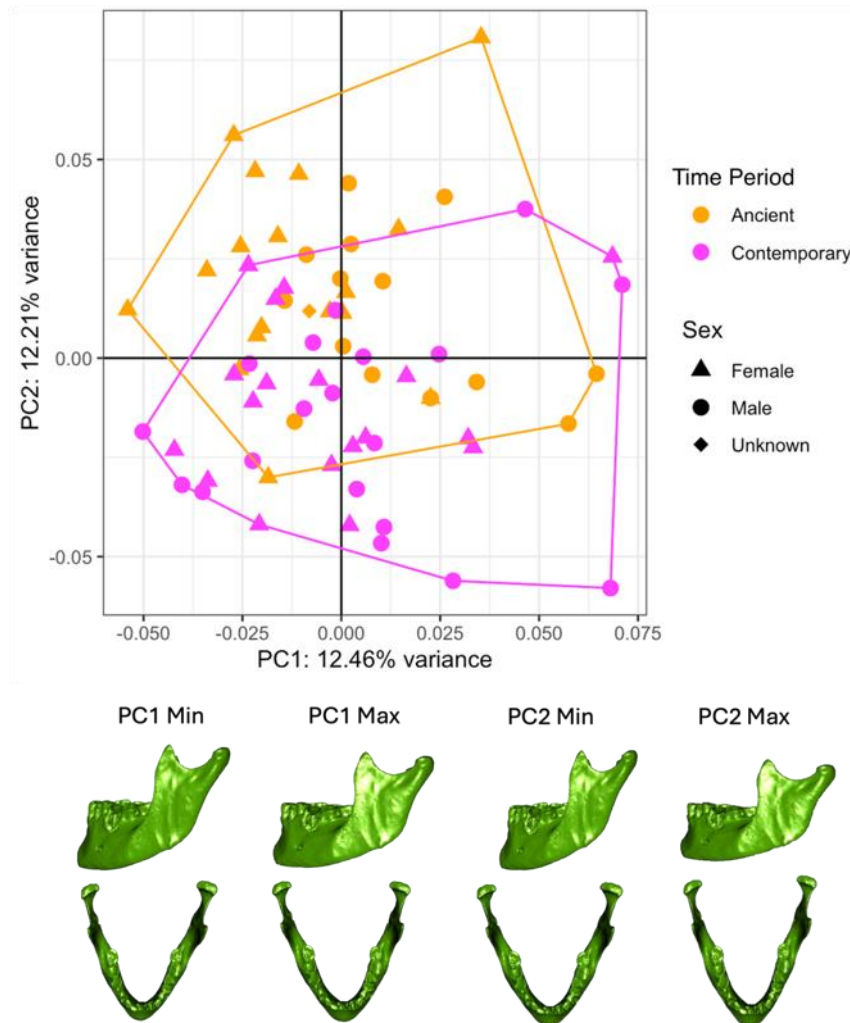 0.05
0.00
-0.05
PC2: 12.21% variance
-0.050
-0.025
0.000
0.025
0.050
0.075
PC1: 12.46% variance
Time Period
Ancient
Contemporary
Sex
Female
Male
Unknown
PC1 Min
PC1 Max
PC2 Min
PC2 Max